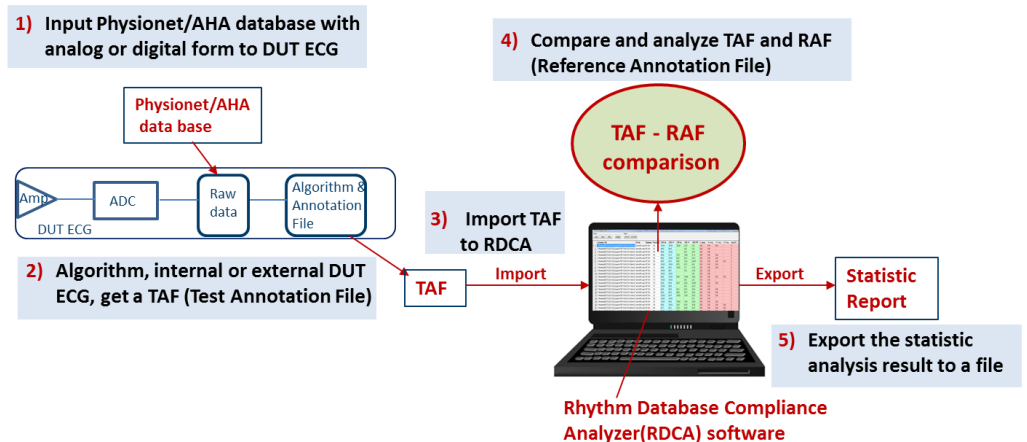 1) Input Physionet/AHA database with
analog or digital form to DUT ECG
Physionet/AHA
data base
Amp
ADC
Raw
data
Algorithm &
Annotation
File
DUT ECG
2) Algorithm, internal or external DUT
ECG, get a TAF (Test Annotation File)
TAF
3) Import TAF
to RDCA
Import
4) Compare and analyze TAF and RAF
(Reference Annotation File)
TAF - RAF
comparison
Export
Statistic
Report
5) Export the statistic
analysis result to a file
Rhythm Database Compliance
Analyzer(RDCA) software